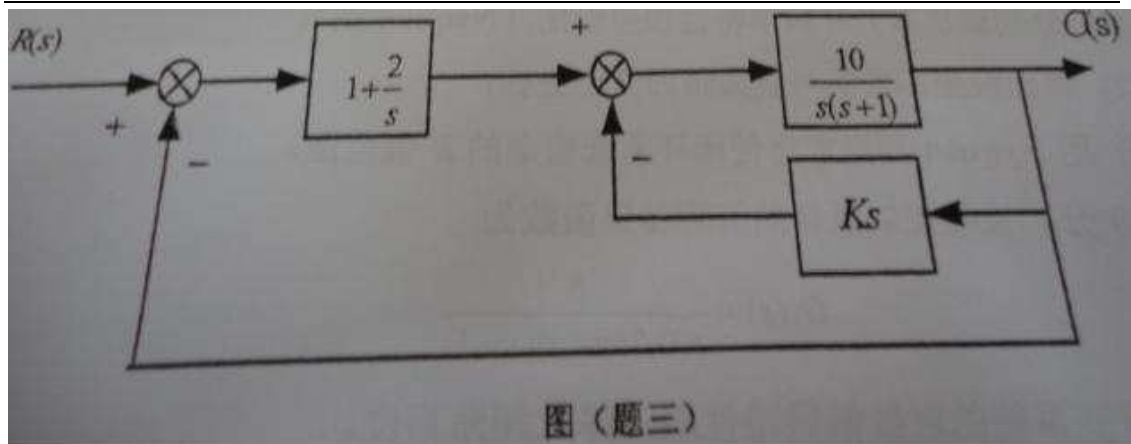 R(s)
+
−
1+2/s
+
−
10/s(s+1)
Ks
C(s)
图（题三）